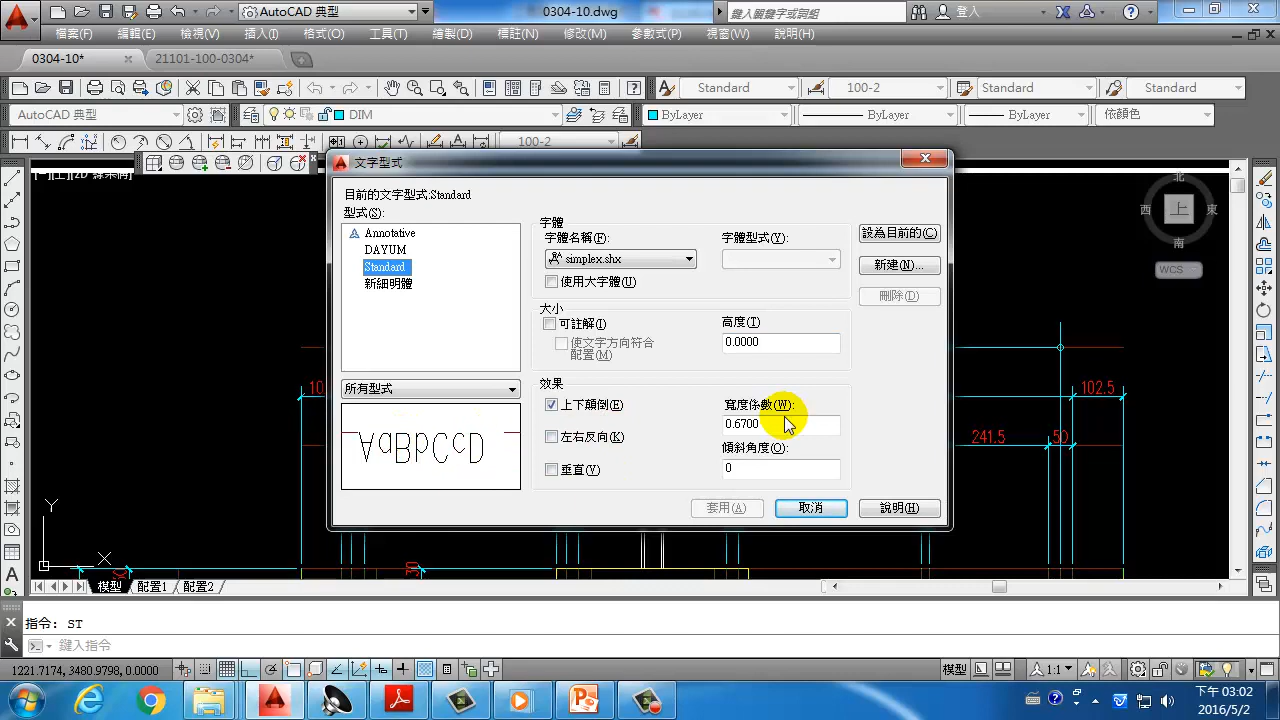 AutoCAD 典型
0304-10.dwg
鍵入關鍵字或詞組
登入
檔案(F) 編輯(E) 檢視(V) 插入(I) 格式(O) 工具(T) 繪製(D) 標註(N) 修改(M) 參數式(P) 視窗(W) 說明(H)
0304-10*
21101-100-0304*
Standard
100-2
Standard
Standard
AutoCAD 典型
DIM
ByLayer
ByLayer
ByLayer
依顏色
100-2
文字型式
目前的文字型式:Standard
型式(S):
Annotative
DAYUM
Standard
新細明體
所有型式
AaBbCcD
字體
字體名稱(F):
simplex.shx
字體型式(Y):
使用大字體(U)
大小
可註解(I)
使文字方向符合
配置(M)
高度(T)
0.0000
效果
上下顛倒(E)
左右反向(K)
垂直(V)
寬度係數(W):
0.6700
傾斜角度(O):
0
設為目前的(C)
新建(N)...
刪除(D)
套用(A)
取消
說明(H)
北
西
上
東
南
WCS
10
102.5
241.5
50
Y
X
模型
配置1
配置2
指令: ST
鍵入指令
1221.7174, 3480.9798, 0.0000
模型
1:1
下午 03:02
2016/5/2